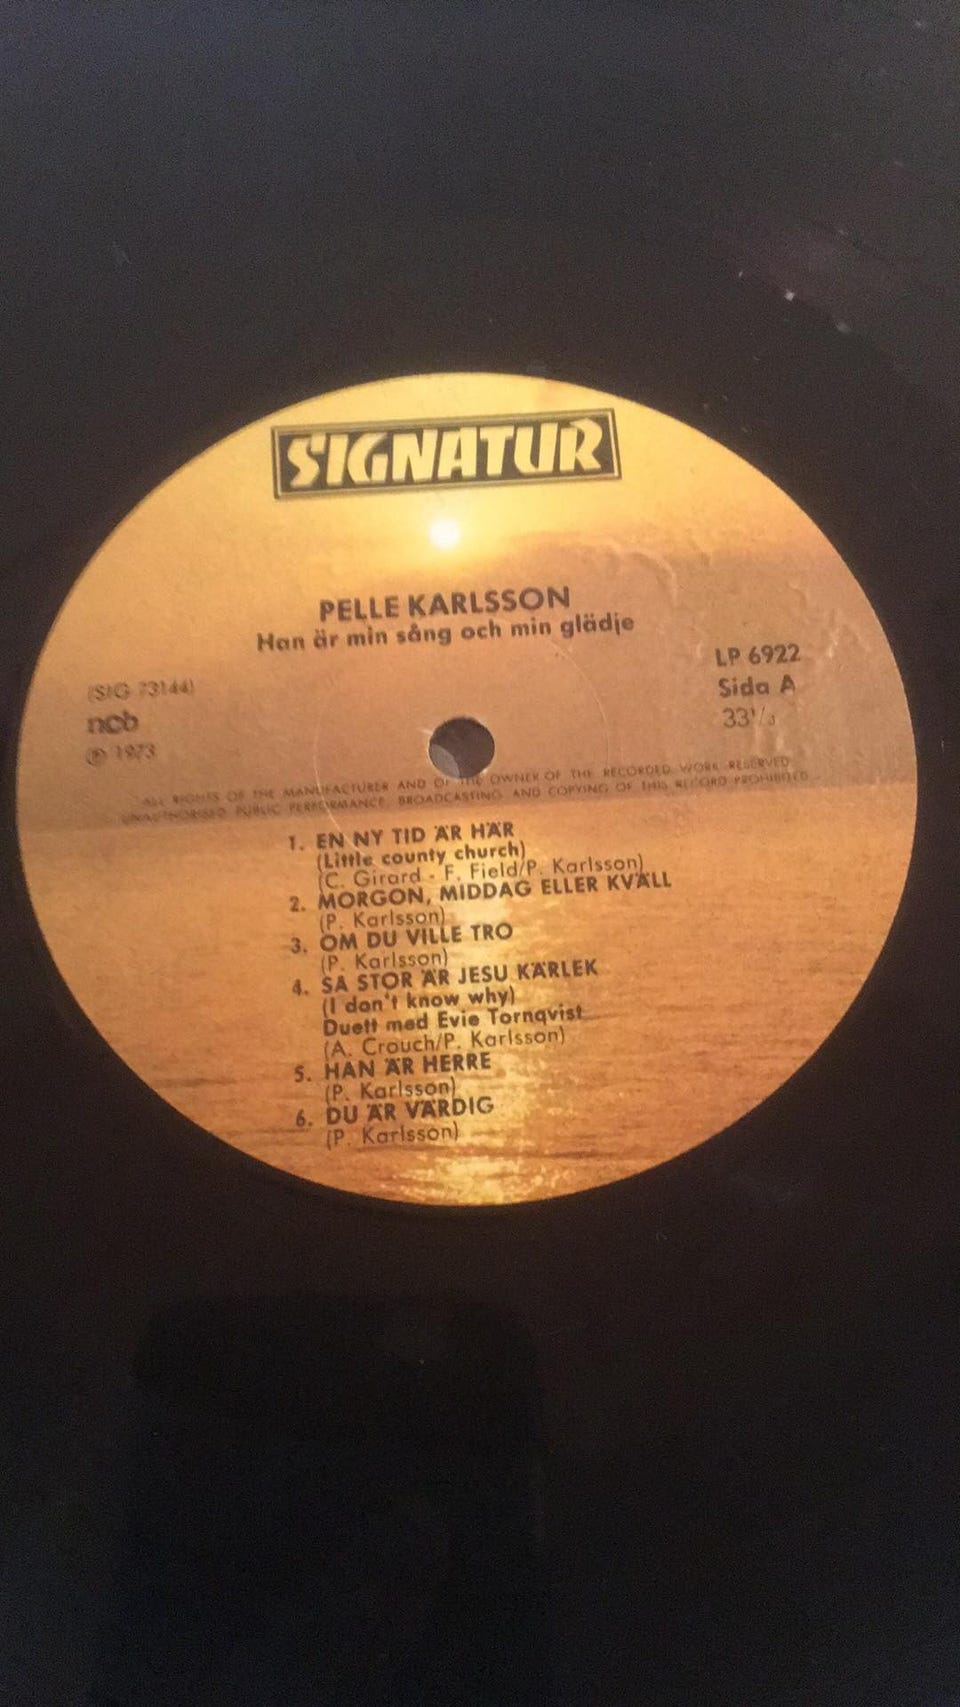 SIGNATUR
PELLE KARLSSON
Han är min sång och min glädje
LP 6922
(SIG 73144)
Sida A
ncb
33⅓
℗ 1973
ALL RIGHTS OF THE MANUFACTURER AND OF THE OWNER OF THE RECORDED WORK RESERVED
UNAUTHORISED PUBLIC PERFORMANCE, BROADCASTING AND COPYING OF THIS RECORD PROHIBITED
1. EN NY TID ÄR HÄR
(Little county church)
(C. Girard - F. Field/P. Karlsson)
2. MORGON, MIDDAG ELLER KVÄLL
(P. Karlsson)
3. OM DU VILLE TRO
(P. Karlsson)
4. SA STOR ÄR JESU KÄRLEK
(I don't know why)
Duett med Evie Tornqvist
(A. Crouch/P. Karlsson)
5. HAN ÄR HERRE
(P. Karlsson)
6. DU ÄR VÄRDIG
(P. Karlsson)